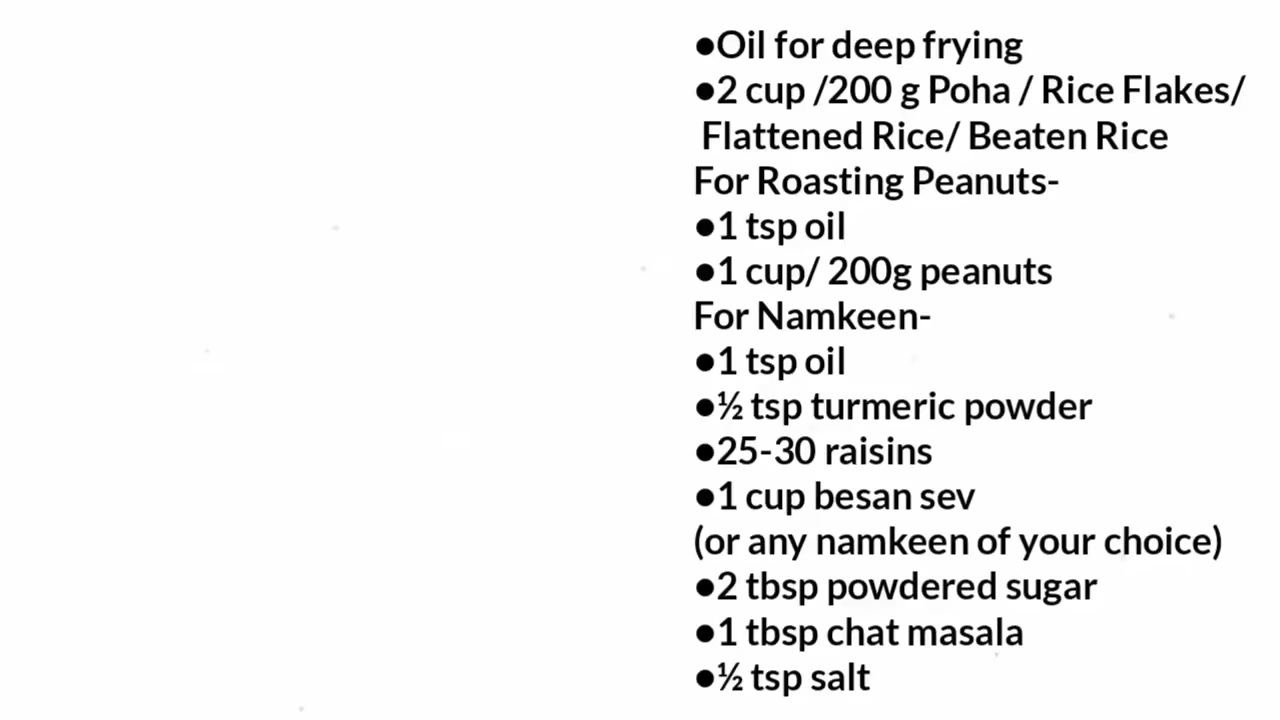 ●Oil for deep frying
●2 cup /200 g Poha / Rice Flakes/
Flattened Rice/ Beaten Rice
For Roasting Peanuts-
●1 tsp oil
●1 cup/ 200g peanuts
For Namkeen-
●1 tsp oil
●½ tsp turmeric powder
●25-30 raisins
●1 cup besan sev
(or any namkeen of your choice)
●2 tbsp powdered sugar
●1 tbsp chat masala
●½ tsp salt